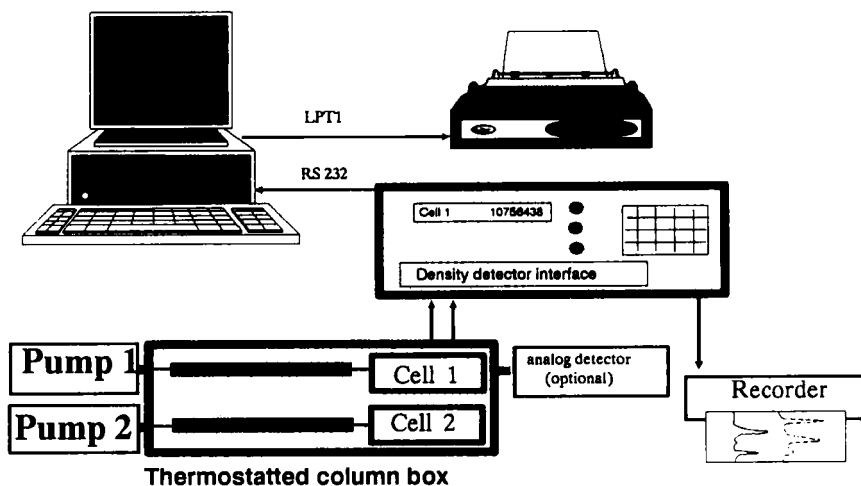 LPT1
RS 232
Cell 1 10756438
Density detector interface
Pump 1
Cell 1
analog detector
(optional)
Recorder
Pump 2
Cell 2
Thermostatted column box